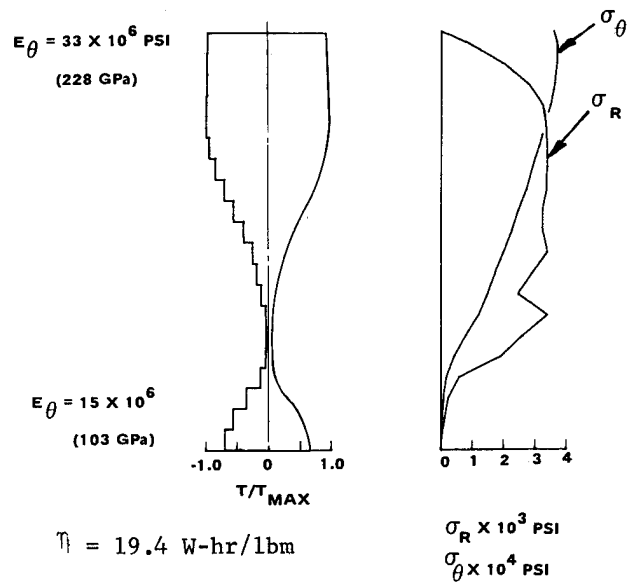 E_θ = 33 X 10^6 PSI
(228 GPa)
E_θ = 15 X 10^6
(103 GPa)
-1.0 0 1.0
T/T_MAX
η = 19.4 W-hr/lbm
σ_θ
σ_R
0 1 2 3 4
σ_R X 10^3 PSI
σ_θ X 10^4 PSI